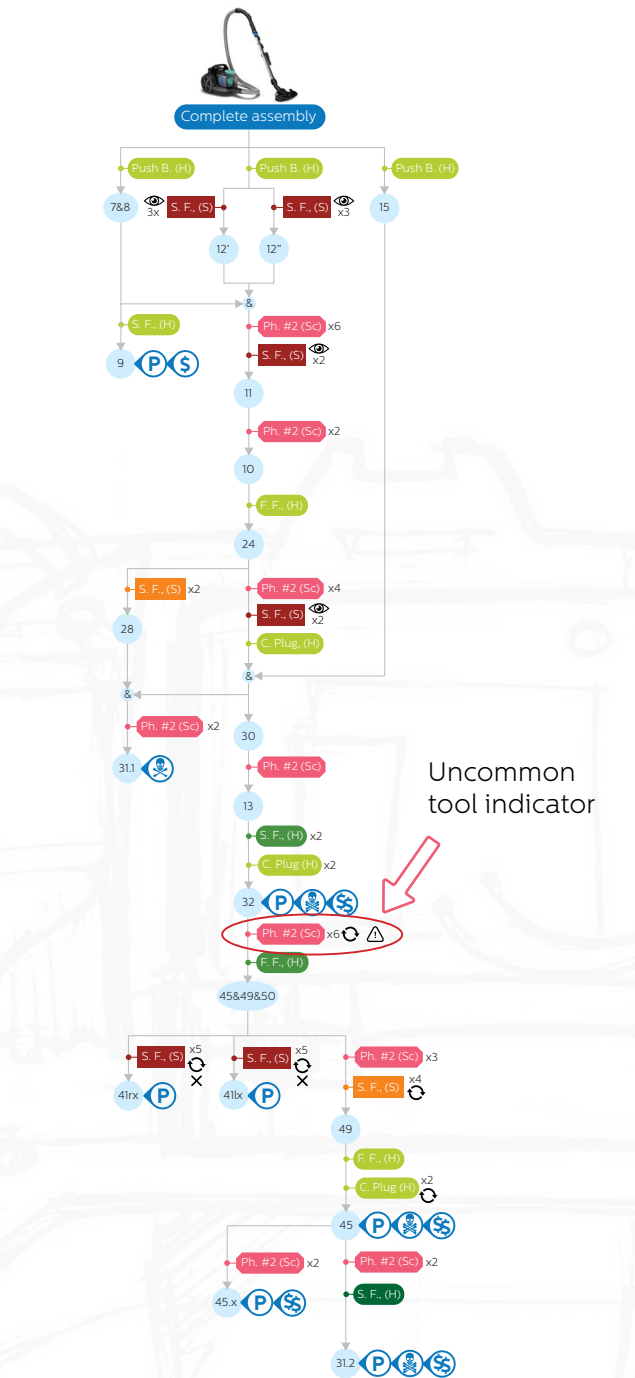 Complete assembly
Push B. (H) Push B. (H) Push B. (H)
7&8 3x S. F., (S) S. F., (S) x3 15
12' 12"
&
S. F., (H) Ph. #2 (Sc) x6
9 P $ S. F., (S) x2
11
Ph. #2 (Sc) x2
10
F. F., (H)
24
S. F., (S) x2 Ph. #2 (Sc) x4
S. F., (S) x2
28 C. Plug, (H)
&
&
Ph. #2 (Sc) x2 30
31.1 Ph. #2 (Sc)
Uncommon
tool indicator
13
S. F., (H) x2
C. Plug (H) x2
32 P $$
Ph. #2 (Sc) x6
F. F., (H)
45&49&50
S. F., (S) x5 S. F., (S) x5 Ph. #2 (Sc) x3
41rx P 41lx P S. F., (S) x4
49
F. F., (H)
C. Plug (H) x2
45 P $$
Ph. #2 (Sc) x2 Ph. #2 (Sc) x2
45.x P $$ S. F., (H)
31.2 P $$